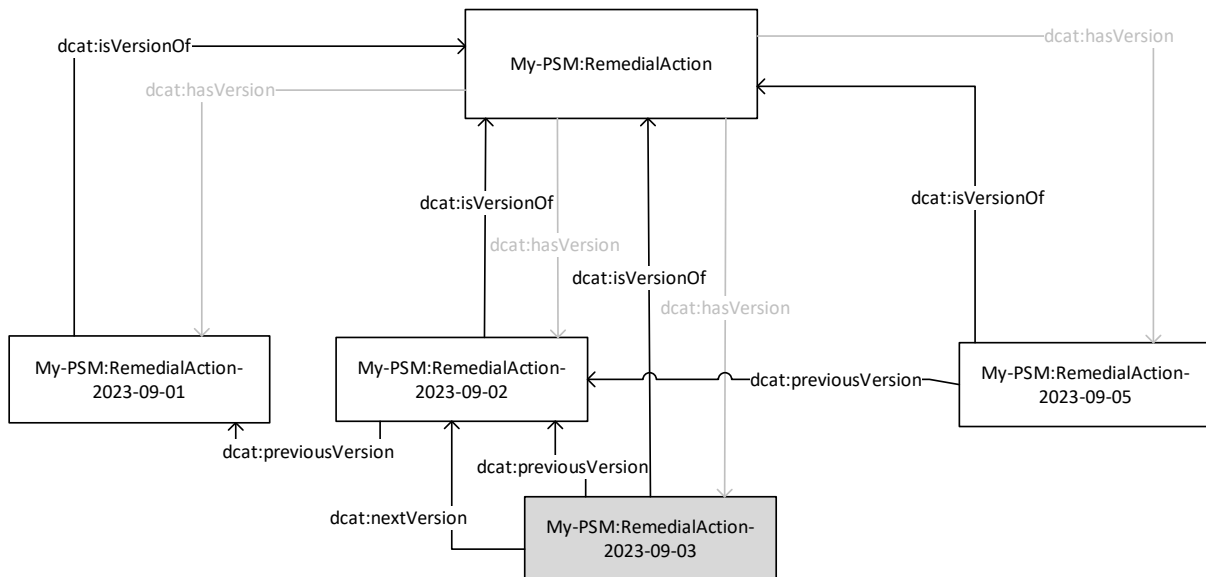 dcat:isVersionOf
dcat:hasVersion
My-PSM:RemedialAction
dcat:hasVersion
dcat:isVersionOf
dcat:isVersionOf
dcat:hasVersion
dcat:isVersionOf
dcat:hasVersion
My-PSM:RemedialAction-
2023-09-01
My-PSM:RemedialAction-
2023-09-02
dcat:previousVersion
My-PSM:RemedialAction-
2023-09-05
dcat:previousVersion
dcat:previousVersion
dcat:nextVersion
My-PSM:RemedialAction-
2023-09-03